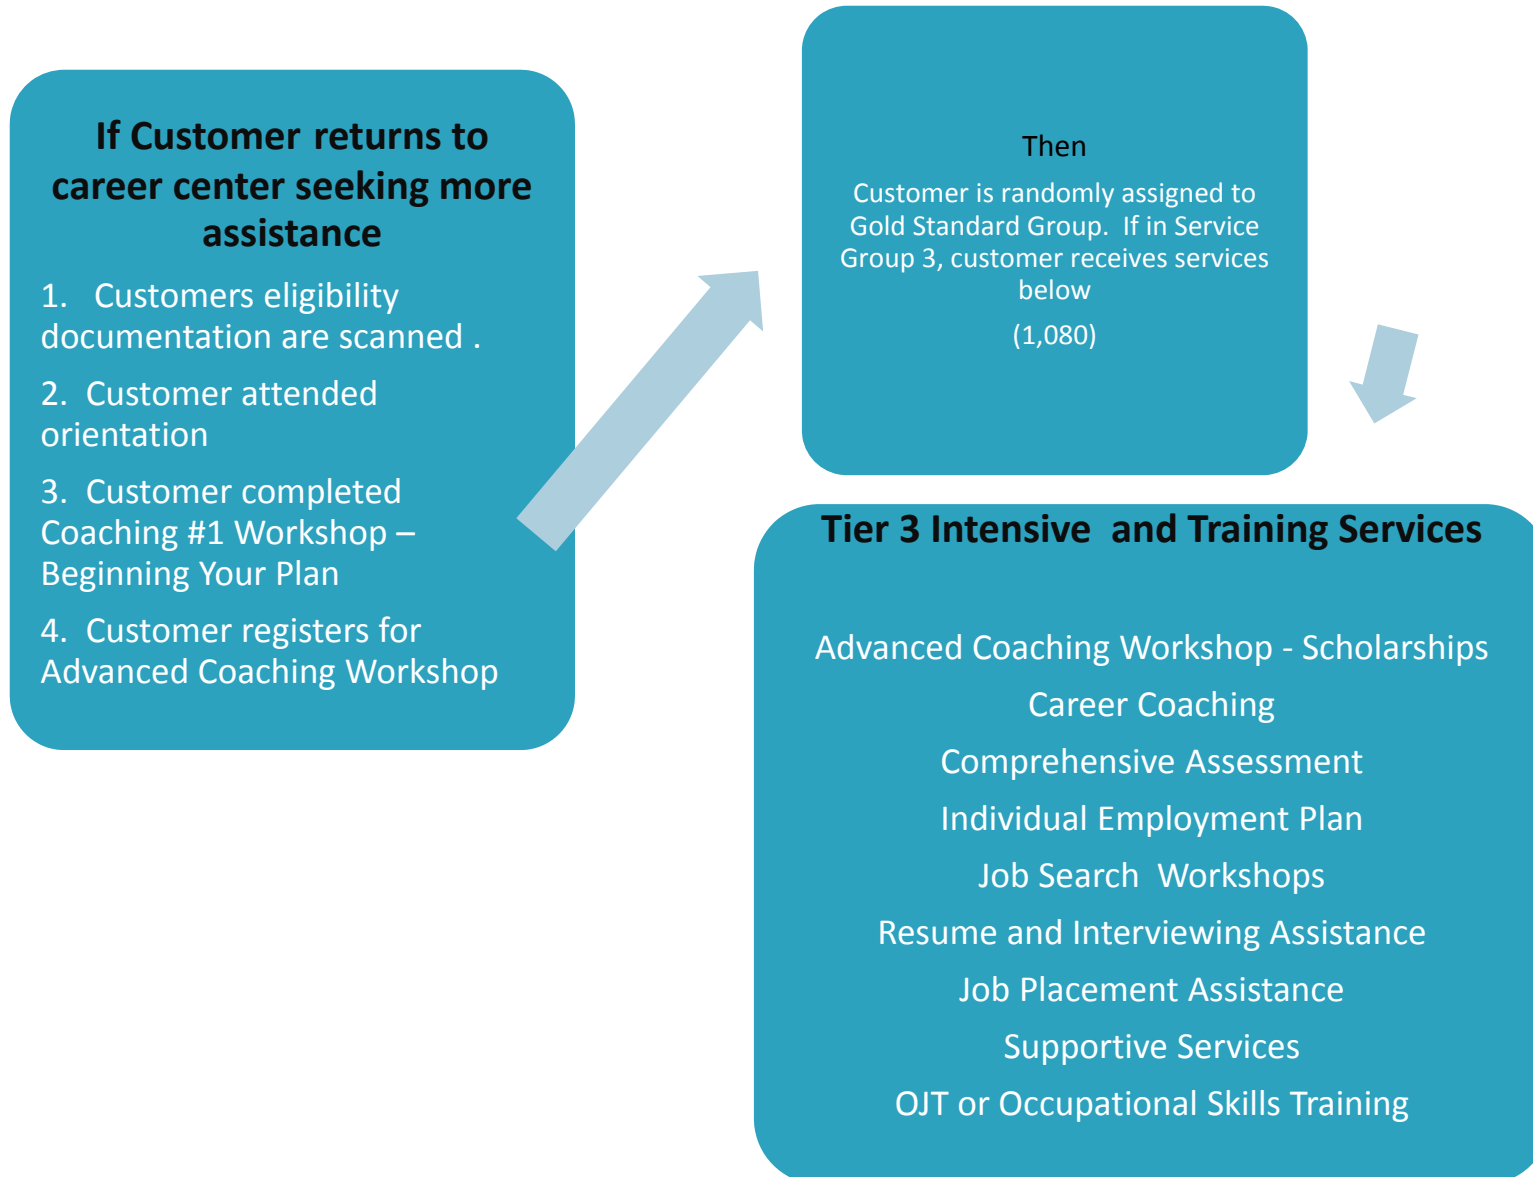 If Customer returns to
career center seeking more
assistance
1. Customers eligibility
documentation are scanned .
2. Customer attended
orientation
3. Customer completed
Coaching #1 Workshop –
Beginning Your Plan
4. Customer registers for
Advanced Coaching Workshop
Then
Customer is randomly assigned to
Gold Standard Group. If in Service
Group 3, customer receives services
below
(1,080)
Tier 3 Intensive and Training Services
Advanced Coaching Workshop - Scholarships
Career Coaching
Comprehensive Assessment
Individual Employment Plan
Job Search Workshops
Resume and Interviewing Assistance
Job Placement Assistance
Supportive Services
OJT or Occupational Skills Training